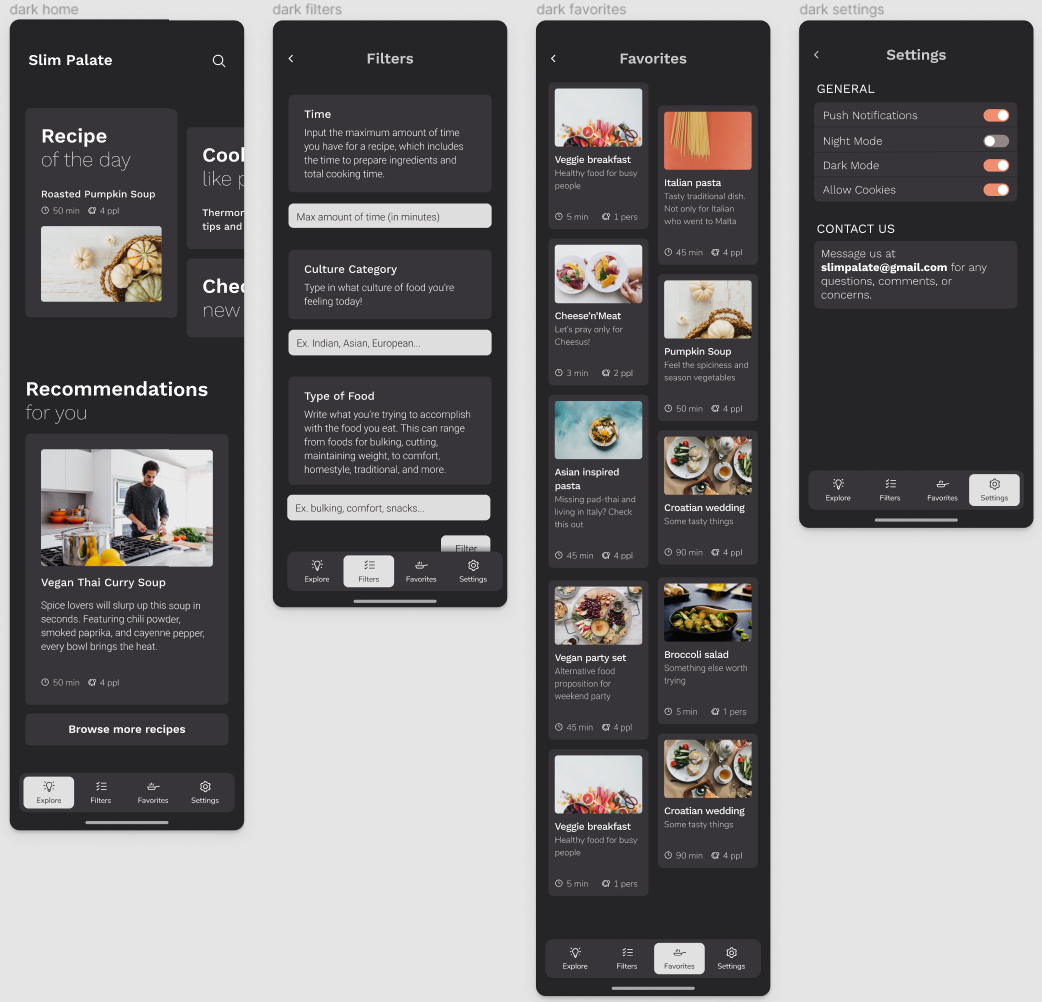 dark home
Slim Palate
Recipe
of the day
Roasted Pumpkin Soup
50 min 4 ppl
Cool
like p
Thermor
tips and
Chec
new
Recommendations
for you
Vegan Thai Curry Soup
Spice lovers will slurp up this soup in
seconds. Featuring chili powder,
smoked paprika, and cayenne pepper,
every bowl brings the heat.
50 min 4 ppl
Browse more recipes
Explore Filters Favorites Settings
dark filters
Filters
Time
Input the maximum amount of time
you have for a recipe, which includes
the time to prepare ingredients and
total cooking time.
Max amount of time (in minutes)
Culture Category
Type in what culture of food you're
feeling today!
Ex. Indian, Asian, European...
Type of Food
Write what you're trying to accomplish
with the food you eat. This can range
from foods for bulking, cutting,
maintaining weight, to comfort,
homestyle, traditional, and more.
Ex. bulking, comfort, snacks...
Filter
Explore Filters Favorites Settings
dark favorites
Favorites
Veggie breakfast
Healthy food for busy
people
5 min 1 pers
Cheese'n'Meat
Let's pray only for
Cheesus!
3 min 2 ppl
Asian inspired
pasta
Missing pad-thai and
living in Italy? Check
this out
45 min 4 ppl
Vegan party set
Alternative food
proposition for
weekend party
45 min 4 ppl
Veggie breakfast
Healthy food for busy
people
5 min 1 pers
Italian pasta
Tasty traditional dish.
Not only for Italian
who went to Malta
45 min 4 ppl
Pumpkin Soup
Feel the spiciness and
season vegetables
50 min 4 ppl
Croatian wedding
Some tasty things
90 min 4 ppl
Broccoli salad
Something else worth
trying
5 min 1 pers
Croatian wedding
Some tasty things
90 min 4 ppl
Explore Filters Favorites Settings
dark settings
Settings
GENERAL
Push Notifications
Night Mode
Dark Mode
Allow Cookies
CONTACT US
Message us at
slimpalate@gmail.com for any
questions, comments, or
concerns.
Explore Filters Favorites Settings